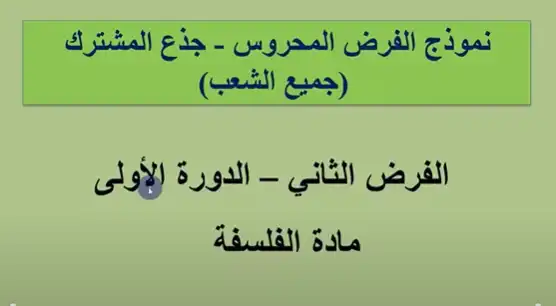 نموذج الفرض المحروس - جذع المشترك
(جميع الشعب)
الفرض الثاني – الدورة الأولى
مادة الفلسفة